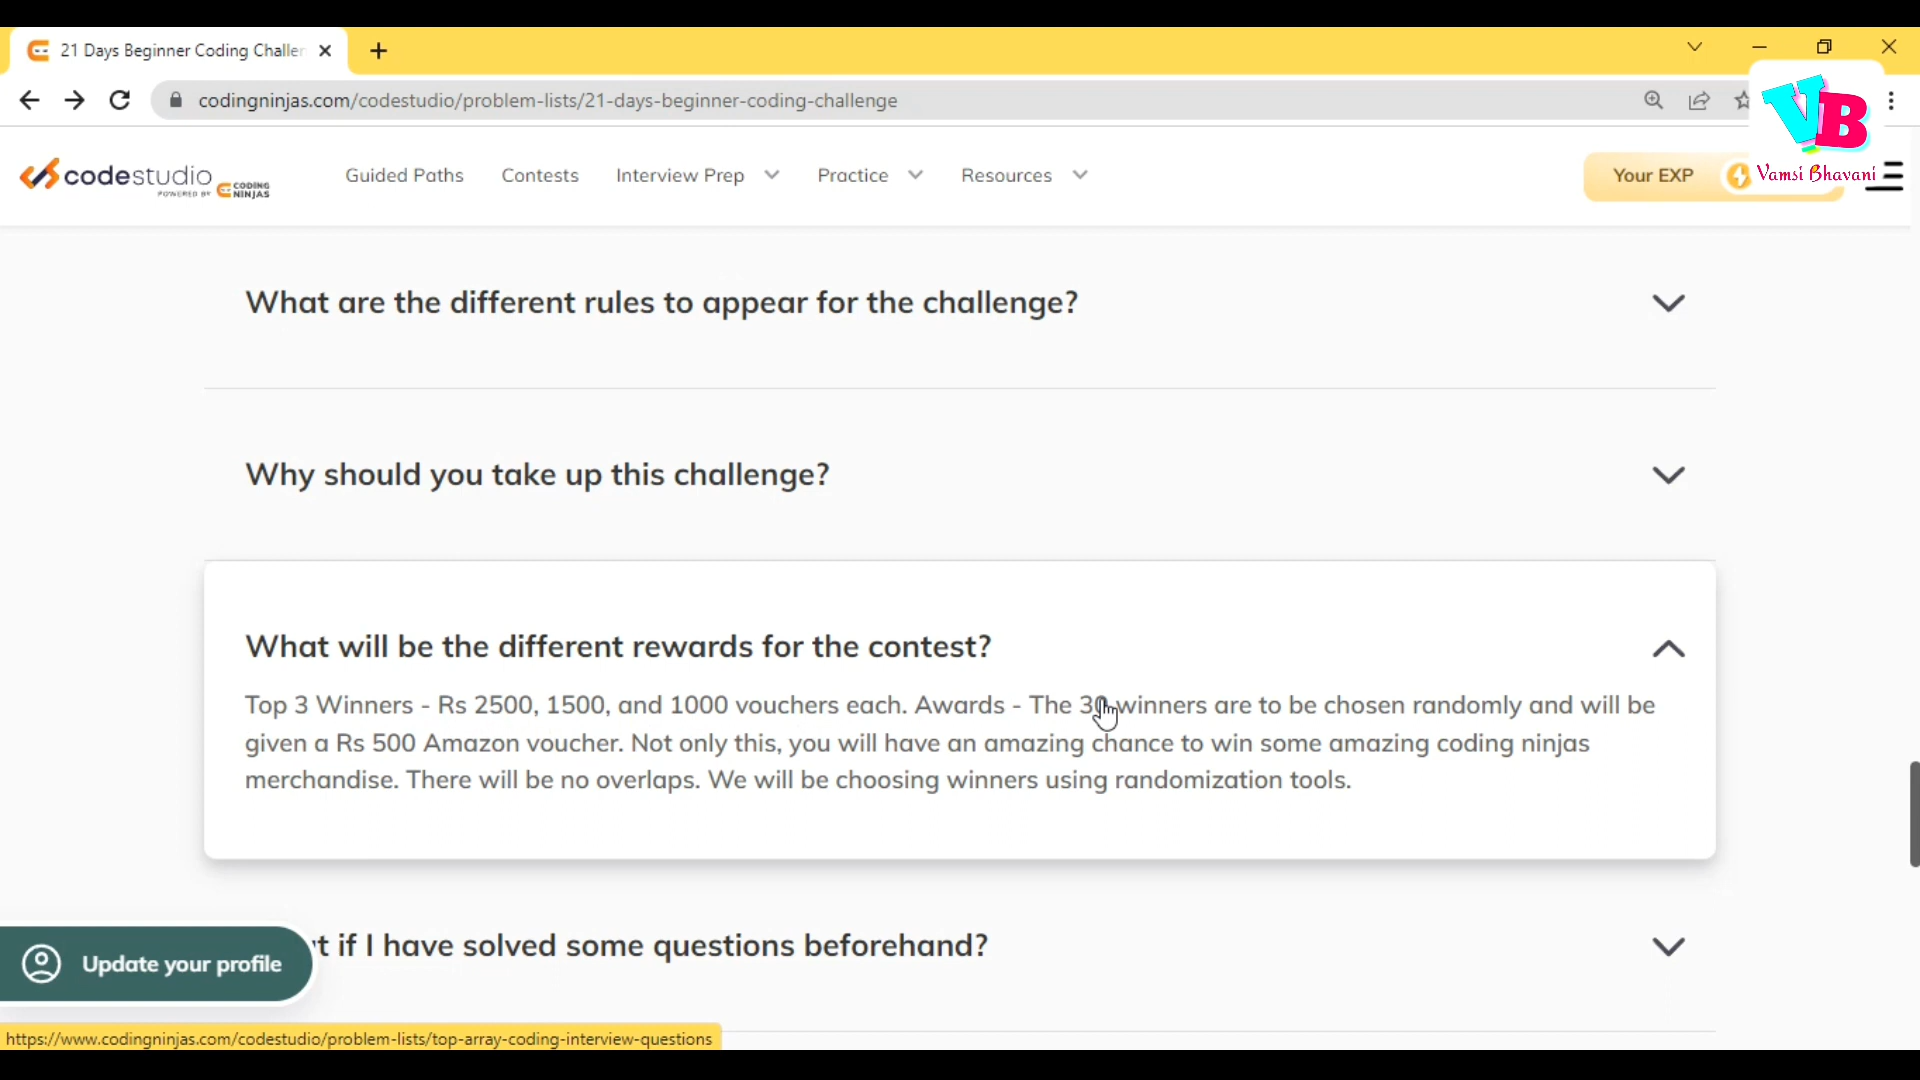 21 Days Beginner Coding Challen
codingninjas.com/codestudio/problem-lists/21-days-beginner-coding-challenge
VB
Vamsi Bhavani
codestudio
POWERED BY CODING NINJAS
Guided Paths
Contests
Interview Prep
Practice
Resources
Your EXP
What are the different rules to appear for the challenge?
Why should you take up this challenge?
What will be the different rewards for the contest?
Top 3 Winners - Rs 2500, 1500, and 1000 vouchers each. Awards - The 30 winners are to be chosen randomly and will be
given a Rs 500 Amazon voucher. Not only this, you will have an amazing chance to win some amazing coding ninjas
merchandise. There will be no overlaps. We will be choosing winners using randomization tools.
t if I have solved some questions beforehand?
Update your profile
https://www.codingninjas.com/codestudio/problem-lists/top-array-coding-interview-questions